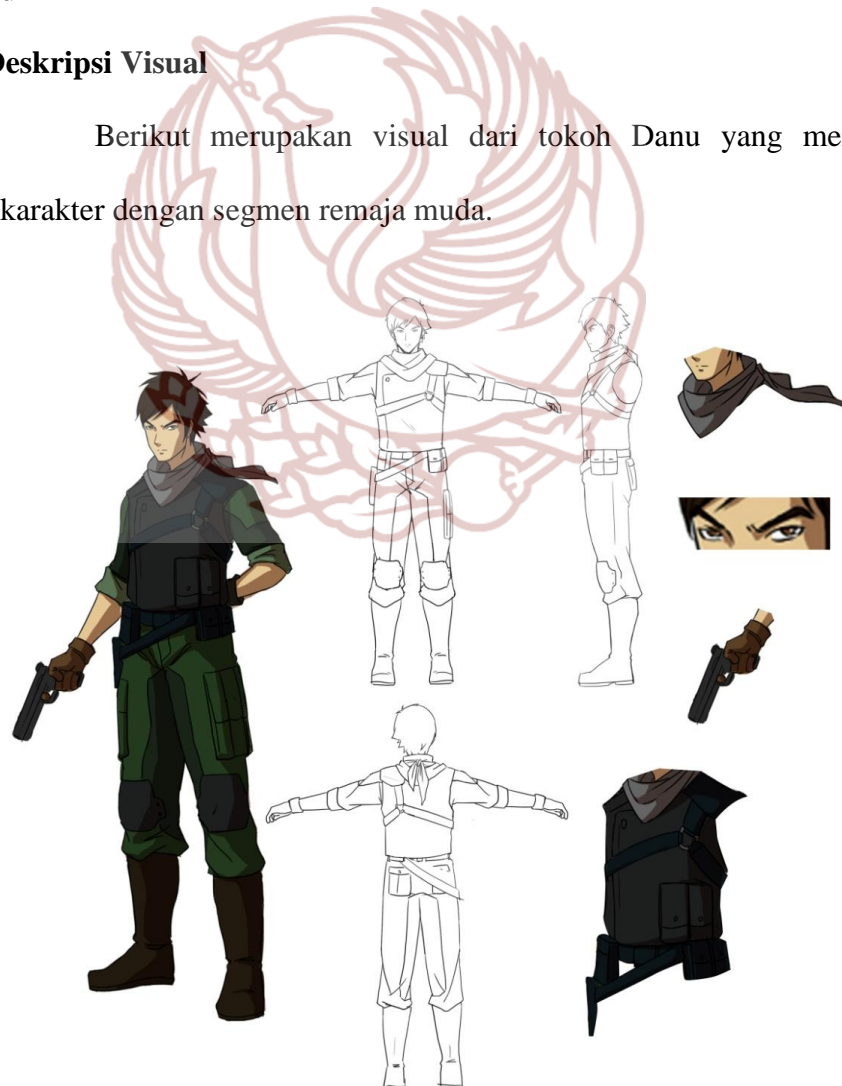 Deskripsi Visual
Berikut merupakan visual dari tokoh Danu yang me
karakter dengan segmen remaja muda.